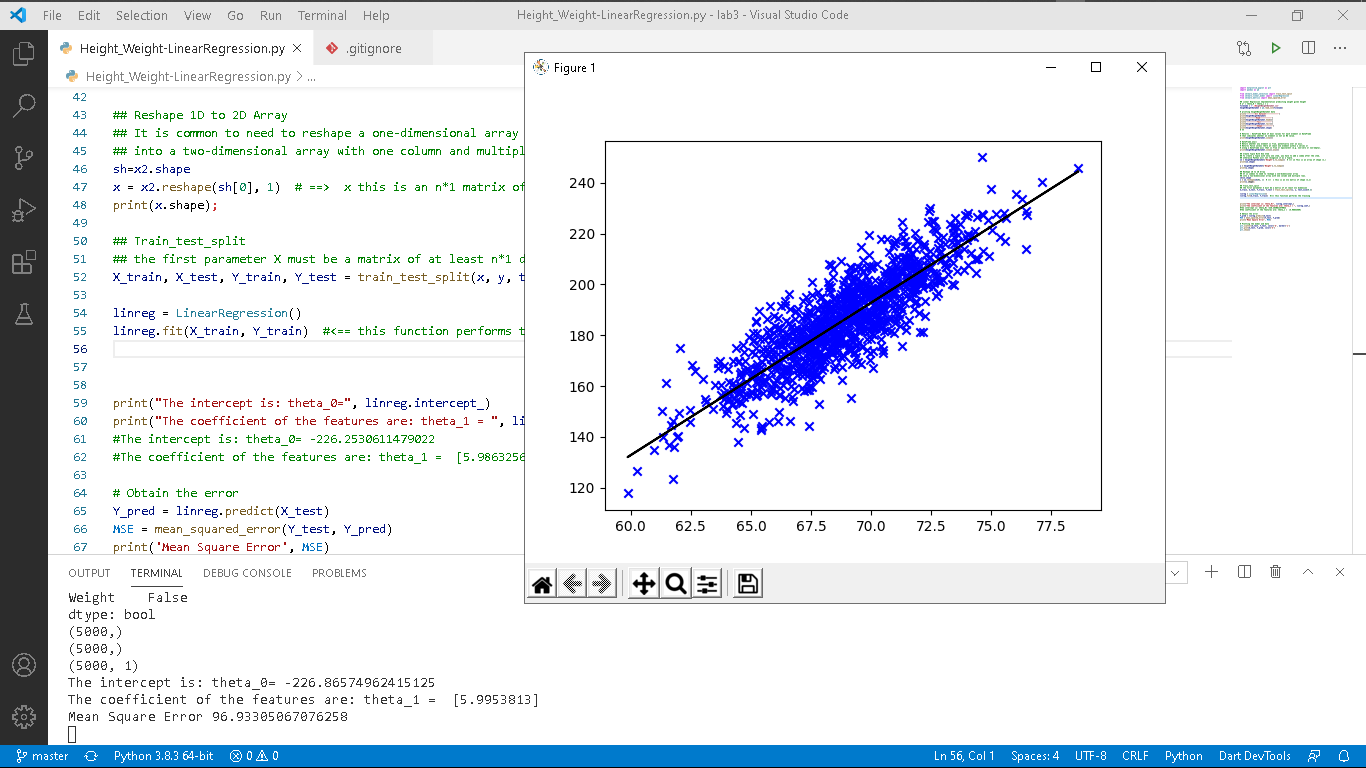 File Edit Selection View Go Run Terminal Help Height_Weight-LinearRegression.py - lab3 - Visual Studio Code
Height_Weight-LinearRegression.py .gitignore
Height_Weight-LinearRegression.py > ...
42
43 ## Reshape 1D to 2D Array
44 ## It is common to need to reshape a one-dimensional array
45 ## into a two-dimensional array with one column and multipl
46 sh=x2.shape
47 x = x2.reshape(sh[0], 1) # ==> x this is an n*1 matrix of
48 print(x.shape);
49
50 ## Train_test_split
51 ## the first parameter X must be a matrix of at least n*1 d
52 X_train, X_test, Y_train, Y_test = train_test_split(x, y, t
53
54 linreg = LinearRegression()
55 linreg.fit(X_train, Y_train) #<== this function performs t
56
57
58
59 print("The intercept is: theta_0=", linreg.intercept_)
60 print("The coefficient of the features are: theta_1 = ", li
61 #The intercept is: theta_0= -226.2530611479022
62 #The coefficient of the features are: theta_1 = [5.9863256
63
64 # Obtain the error
65 Y_pred = linreg.predict(X_test)
66 MSE = mean_squared_error(Y_test, Y_pred)
67 print('Mean Square Error', MSE)
Figure 1
240
220
200
180
160
140
120
60.0 62.5 65.0 67.5 70.0 72.5 75.0 77.5
OUTPUT TERMINAL DEBUG CONSOLE PROBLEMS
Weight False
dtype: bool
(5000,)
(5000,)
(5000, 1)
The intercept is: theta_0= -226.86574962415125
The coefficient of the features are: theta_1 = [5.9953813]
Mean Square Error 96.93305067076258
master Python 3.8.3 64-bit 0 0 Ln 56, Col 1 Spaces: 4 UTF-8 CRLF Python Dart DevTools